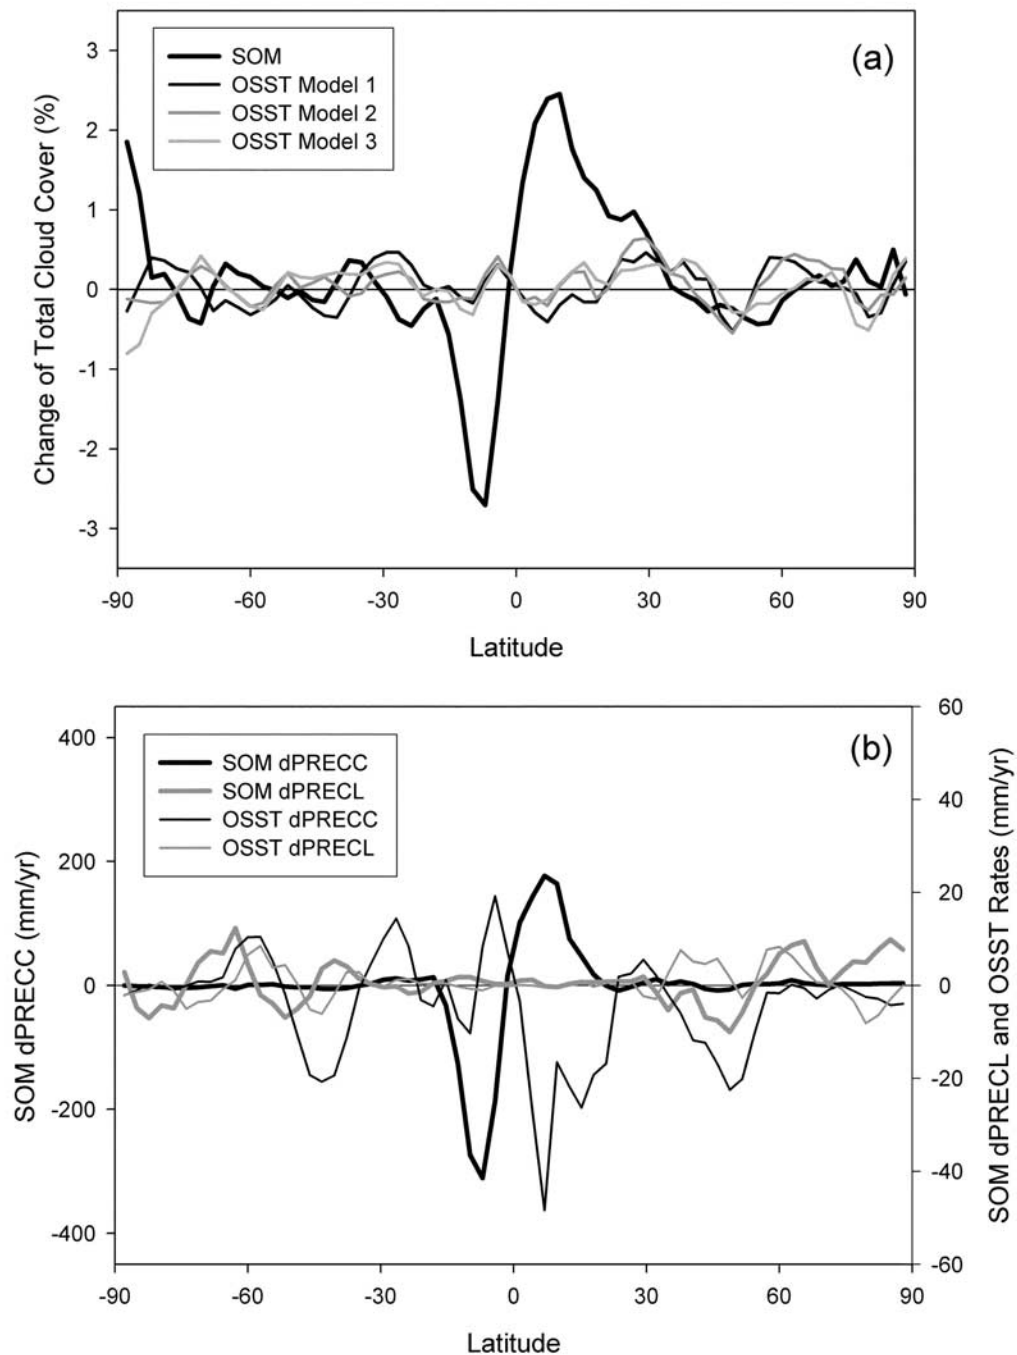 (a)
SOM
OSST Model 1
OSST Model 2
OSST Model 3
Change of Total Cloud Cover (%)
3
2
1
0
-1
-2
-3
-90 -60 -30 0 30 60 90
Latitude
(b)
SOM dPRECC
SOM dPRECL
OSST dPRECC
OSST dPRECL
SOM dPRECC (mm/yr)
400
200
0
-200
-400
60
40
20
0
-20
-40
-60
SOM dPRECL and OSST Rates (mm/yr)
-90 -60 -30 0 30 60 90
Latitude